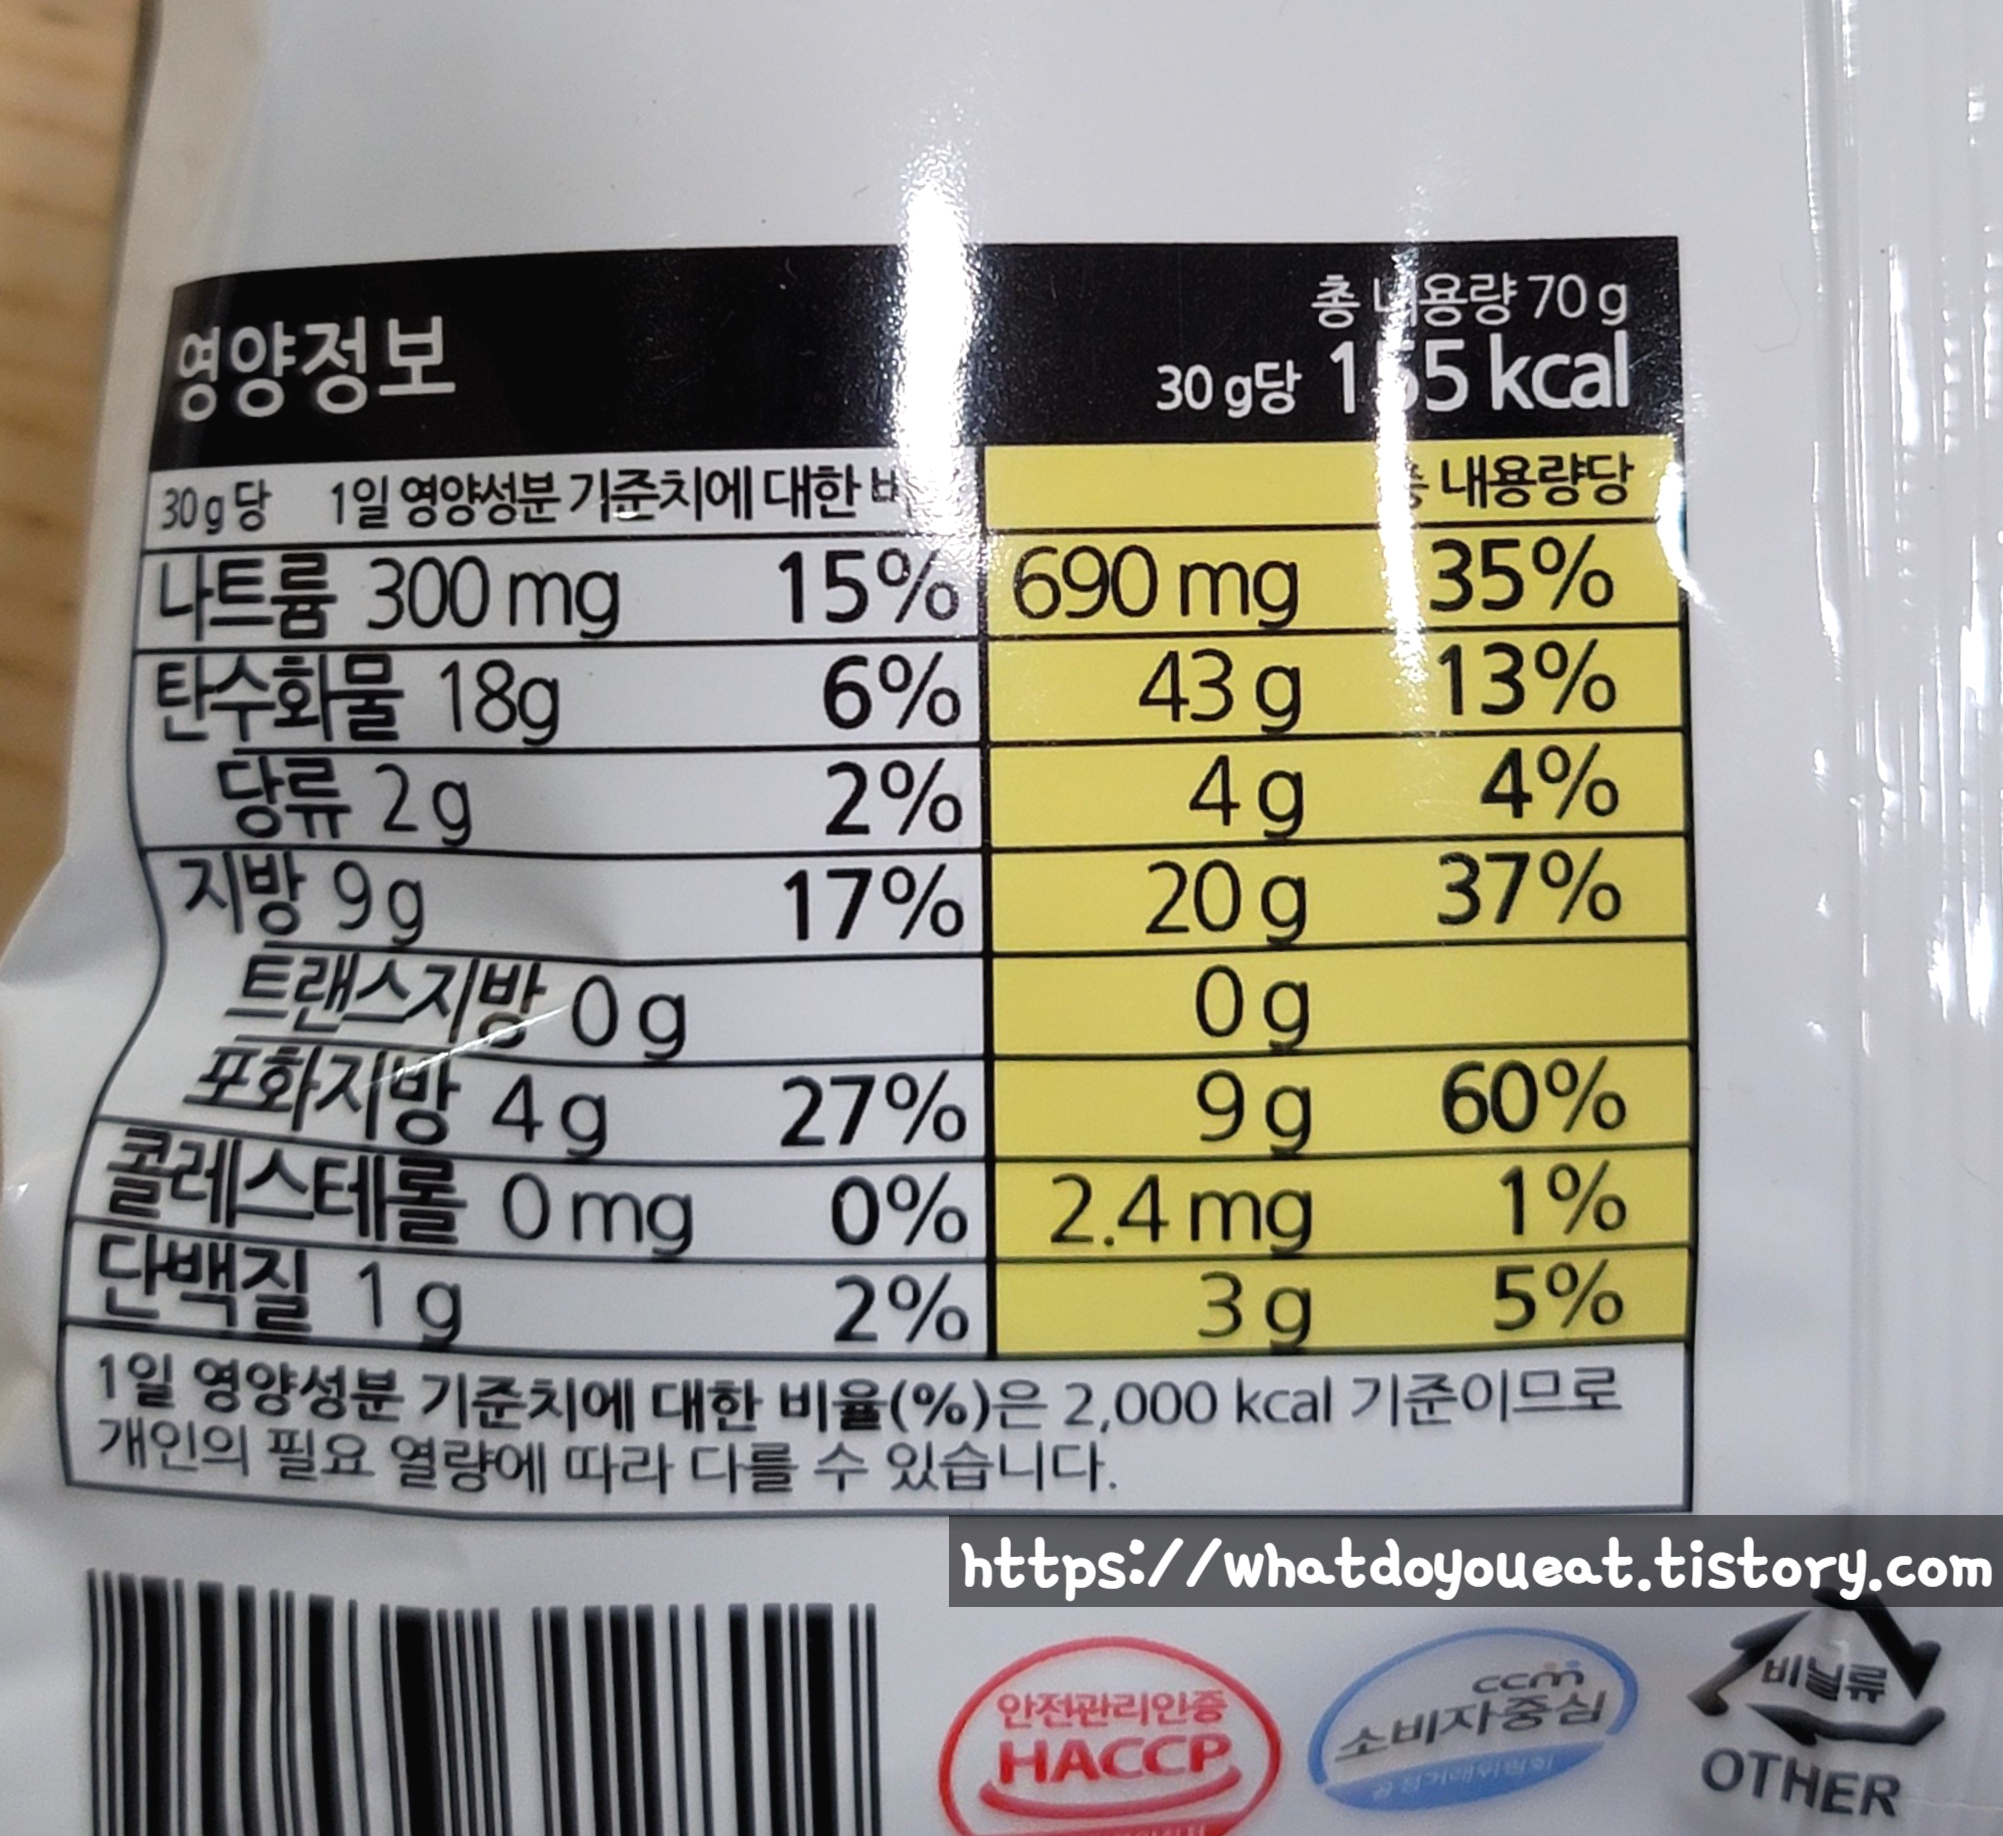 영양정보
총 내용량 70 g
30 g당 155 kcal
30 g 당 1일 영양성분 기준치에 대한
총 내용량당
나트륨 300 mg 15% 690 mg 35%
탄수화물 18g 6% 43 g 13%
당류 2 g 2% 4 g 4%
지방 9 g 17% 20 g 37%
트랜스지방 0 g 0 g
포화지방 4 g 27% 9 g 60%
콜레스테롤 0 mg 0% 2.4 mg 1%
단백질 1 g 2% 3 g 5%
1일 영양성분 기준치에 대한 비율(%)은 2,000 kcal 기준이므로
개인의 필요 열량에 따라 다를 수 있습니다.
https://whatdoyoueat.tistory.com
안전관리인증
HACCP
ccm
소비자중심
비닐류
OTHER